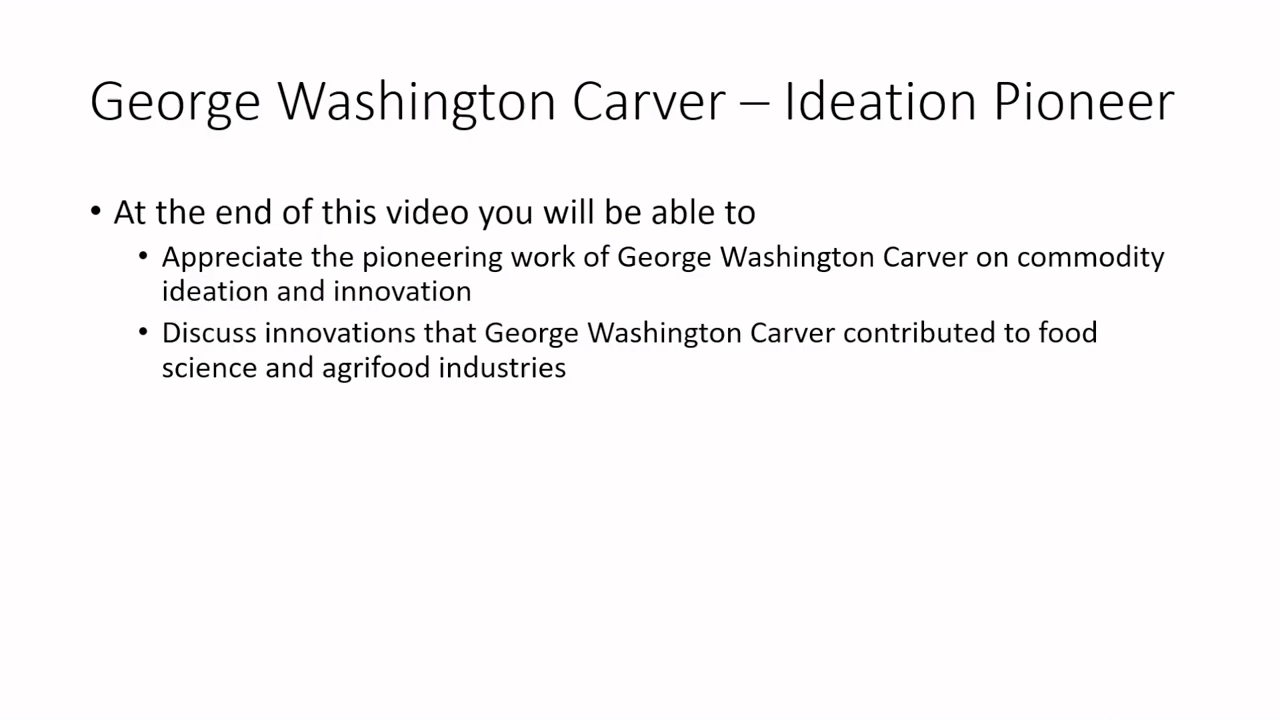 George Washington Carver – Ideation Pioneer
• At the end of this video you will be able to
• Appreciate the pioneering work of George Washington Carver on commodity
ideation and innovation
• Discuss innovations that George Washington Carver contributed to food
science and agrifood industries